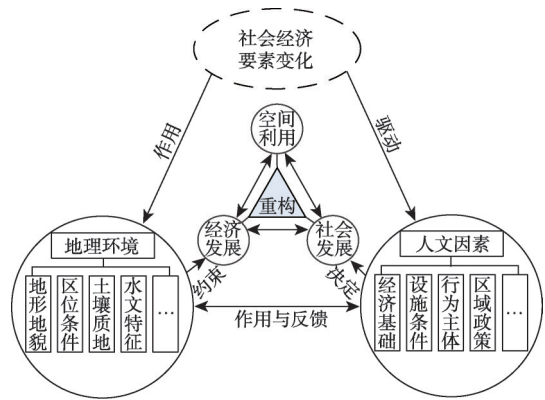 社会经济
要素变化
作用
驱动
空间
利用
重构
经济
发展
社会
发展
地理环境
地形地貌
区位条件
土壤质地
水文特征
…
约束
决定
作用与反馈
人文因素
经济基础
设施条件
行为主体
区域政策
…